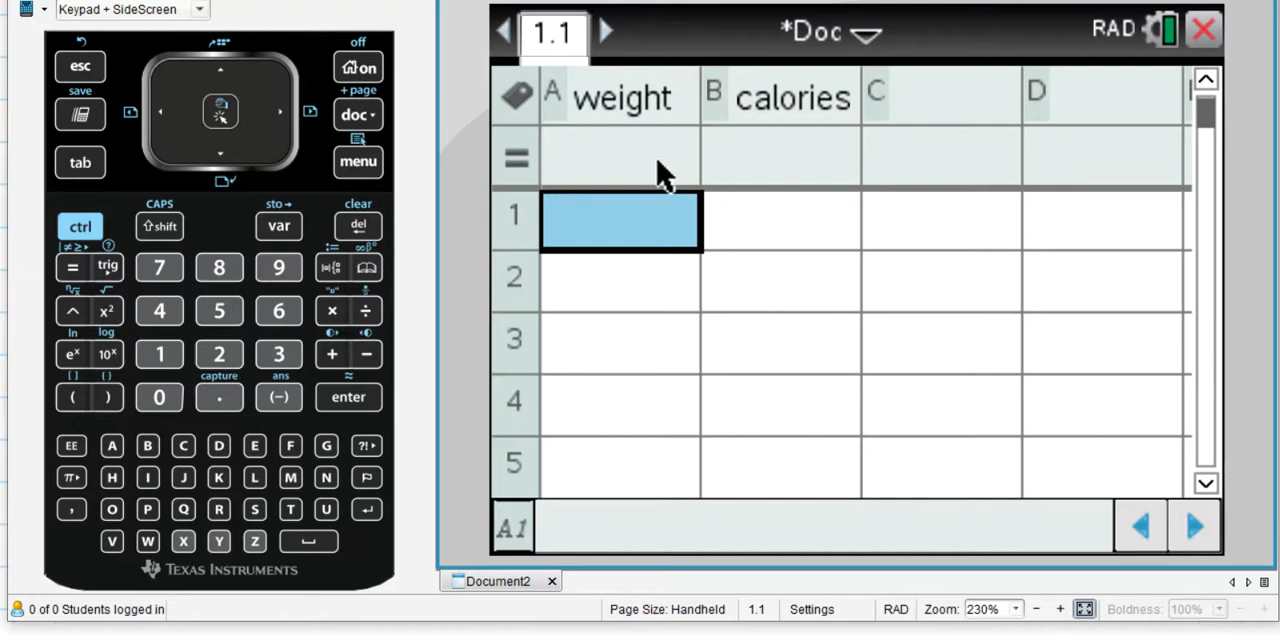 Keypad + SideScreen
1.1
*Doc
RAD
off
esc
on
save
+ page
doc
tab
menu
CAPS
sto→
clear
ctrl
shift
var
del
|≠≥▸
?
:=
∞β°
=
trig
7
8
9
√
"□"
^
x²
4
5
6
×
÷
ln
log
eˣ
10ˣ
1
2
3
+
−
[ ]
{ }
capture
ans
≈
(
)
0
.
(−)
enter
EE
A
B
C
D
E
F
G
?!▸
π▸
H
I
J
K
L
M
N
,
O
P
Q
R
S
T
U
V
W
X
Y
Z
TEXAS INSTRUMENTS
A weight
B calories
C
D
=
1
2
3
4
5
A1
Document2
0 of 0 Students logged in
Page Size: Handheld
1.1
Settings
RAD
Zoom: 230%
− +
Boldness: 100%
− +